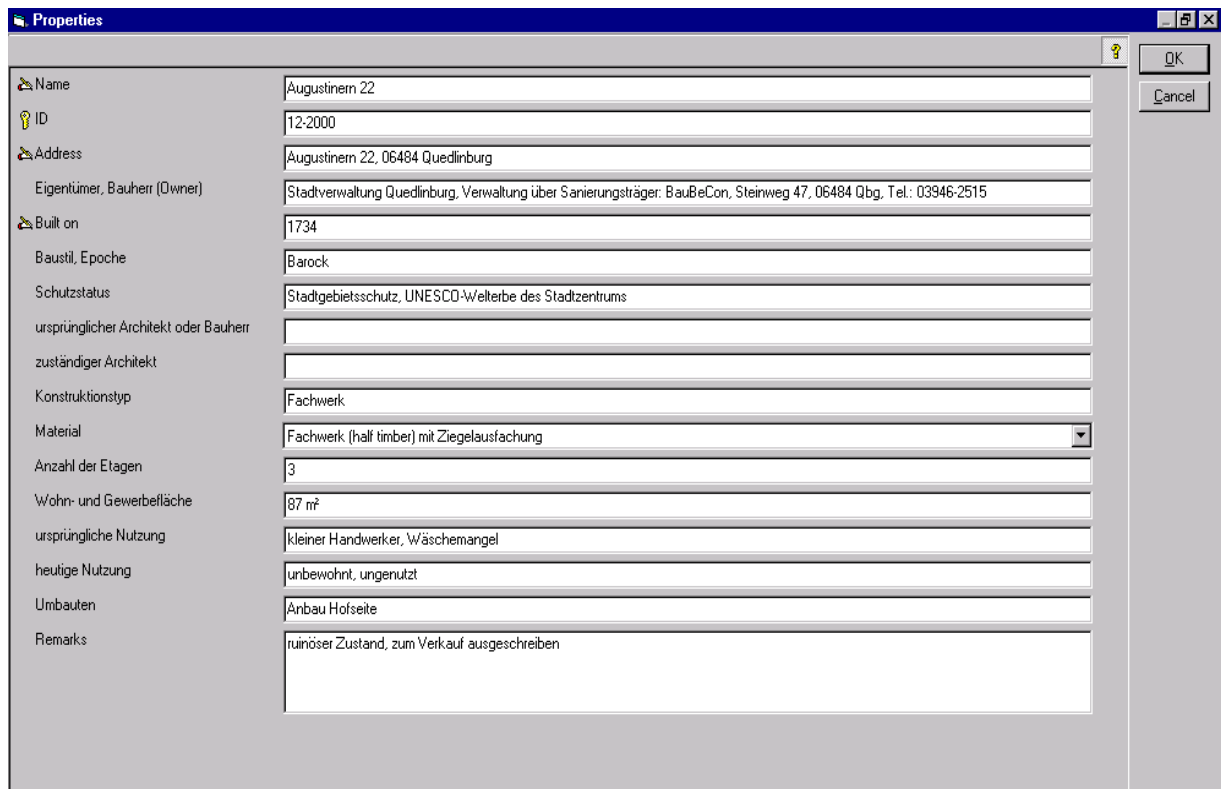 Properties
OK
Cancel
Name
Augustinern 22
ID
12-2000
Address
Augustinern 22, 06484 Quedlinburg
Eigentümer, Bauherr (Owner)
Stadtverwaltung Quedlinburg, Verwaltung über Sanierungsträger: BauBeCon, Steinweg 47, 06484 Qbg, Tel.: 03946-2515
Built on
1734
Baustil, Epoche
Barock
Schutzstatus
Stadtgebietsschutz, UNESCO-Welterbe des Stadtzentrums
ursprünglicher Architekt oder Bauherr
zuständiger Architekt
Konstruktionstyp
Fachwerk
Material
Fachwerk (half timber) mit Ziegelausfachung
Anzahl der Etagen
3
Wohn- und Gewerbefläche
87 m²
ursprüngliche Nutzung
kleiner Handwerker, Wäschemangel
heutige Nutzung
unbewohnt, ungenutzt
Umbauten
Anbau Hofseite
Remarks
ruinöser Zustand, zum Verkauf ausgeschreiben